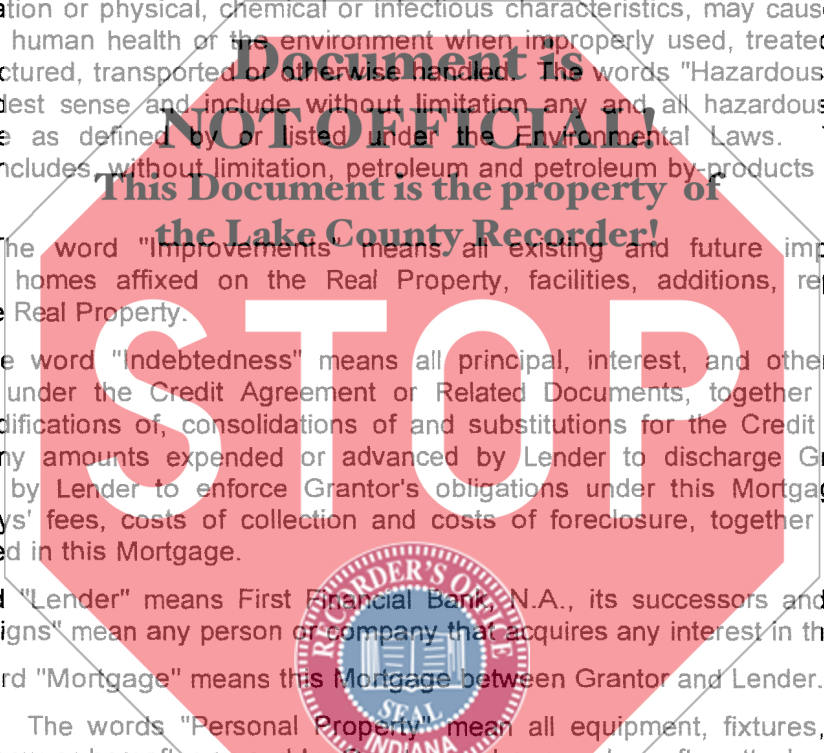 ation or physical, chemical or infectious characteristics, may caus
human health or the environment when improperly used, treated
ctured, transported or otherwise handled. The words "Hazardous
dest sense and include without limitation any and all hazardous
e as defined by or listed under the Environmental Laws.
ncludes, without limitation, petroleum and petroleum by-products
Document is
NOT OFFICIAL!
This Document is the property of
the Lake County Recorder!
he word "Improvements" means all existing and future imp
homes affixed on the Real Property, facilities, additions, rep
e Real Property.
STOP
e word "Indebtedness" means all principal, interest, and other
under the Credit Agreement or Related Documents, together
difications of, consolidations of and substitutions for the Credit
ny amounts expended or advanced by Lender to discharge Gr
by Lender to enforce Grantor's obligations under this Mortgag
ys' fees, costs of collection and costs of foreclosure, together
ed in this Mortgage.
d "Lender" means First Financial Bank, N.A., its successors and
igns" mean any person or company that acquires any interest in th
rd "Mortgage" means this Mortgage between Grantor and Lender.
RECORDER'S OFFICE
SEAL
INDIANA
The words "Personal Property" mean all equipment, fixtures,